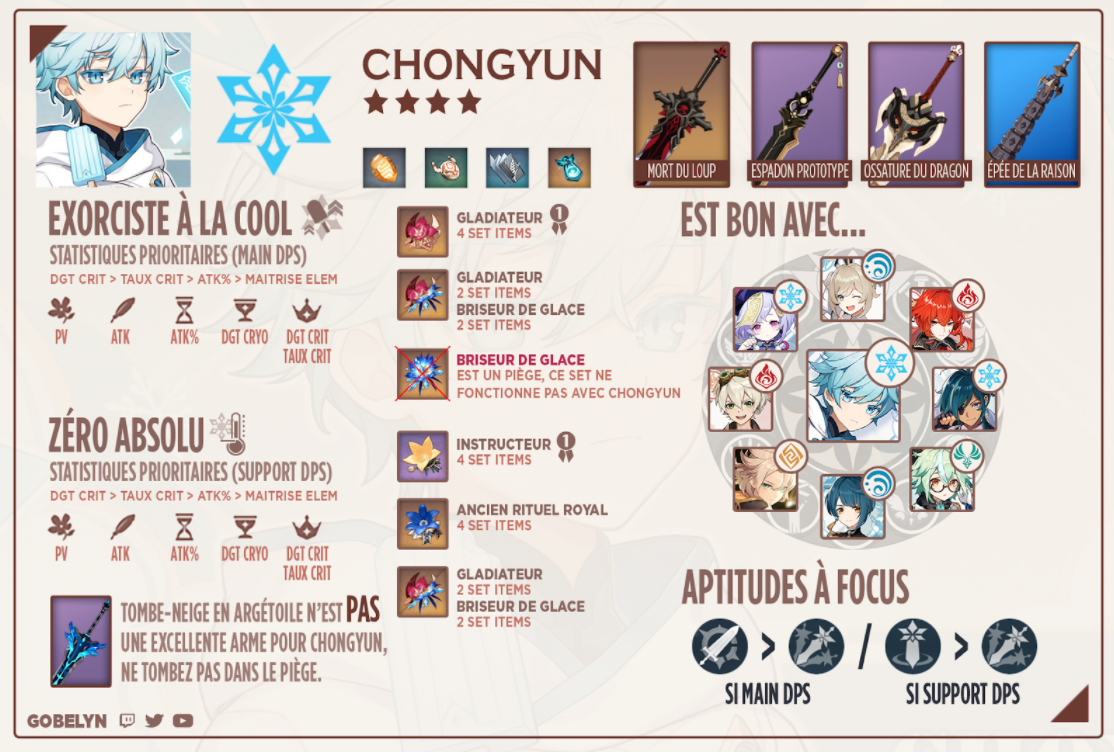 CHONGYUN
MORT DU LOUP
ESPADON PROTOTYPE
OSSATURE DU DRAGON
ÉPÉE DE LA RAISON
EXORCISTE À LA COOL
STATISTIQUES PRIORITAIRES (MAIN DPS)
DGT CRIT > TAUX CRIT > ATK% > MAITRISE ELEM
PV
ATK
ATK%
DGT CRYO
DGT CRIT
TAUX CRIT
ZÉRO ABSOLU
STATISTIQUES PRIORITAIRES (SUPPORT DPS)
DGT CRIT > TAUX CRIT > ATK% > MAITRISE ELEM
PV
ATK
ATK%
DGT CRYO
DGT CRIT
TAUX CRIT
TOMBE-NEIGE EN ARGÉTOILE N'EST PAS
UNE EXCELLENTE ARME POUR CHONGYUN,
NE TOMBEZ PAS DANS LE PIÈGE.
GLADIATEUR 1
4 SET ITEMS
GLADIATEUR
2 SET ITEMS
BRISEUR DE GLACE
2 SET ITEMS
BRISEUR DE GLACE
EST UN PIÈGE, CE SET NE
FONCTIONNE PAS AVEC CHONGYUN
INSTRUCTEUR 1
4 SET ITEMS
ANCIEN RITUEL ROYAL
4 SET ITEMS
GLADIATEUR
2 SET ITEMS
BRISEUR DE GLACE
2 SET ITEMS
EST BON AVEC...
APTITUDES À FOCUS
> / >
SI MAIN DPS
SI SUPPORT DPS
GOBELYN